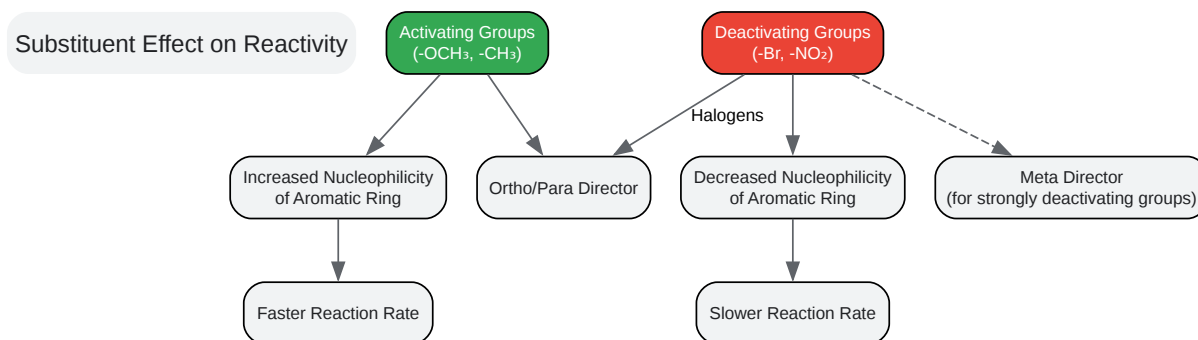 Substituent Effect on Reactivity
Activating Groups
(-OCH₃, -CH₃)
Deactivating Groups
(-Br, -NO₂)
Halogens
Increased Nucleophilicity
of Aromatic Ring
Ortho/Para Director
Decreased Nucleophilicity
of Aromatic Ring
Meta Director
(for strongly deactivating groups)
Faster Reaction Rate
Slower Reaction Rate